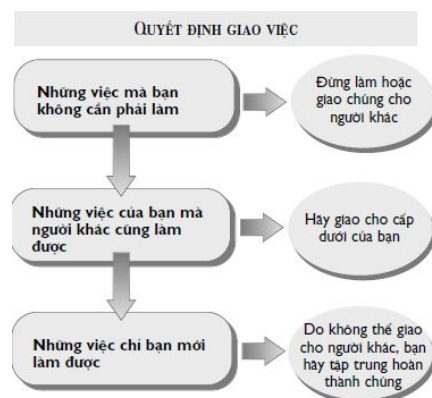 QUYẾT ĐỊNH GIAO VIỆC
Những việc mà bạn
không cần phải làm
Đừng làm hoặc
giao chúng cho
người khác
Những việc của bạn mà
người khác cũng làm
được
Hãy giao cho cấp
dưới của bạn
Những việc chỉ bạn mới
làm được
Do không thể giao
cho người khác, bạn
hãy tập trung hoàn
thành chúng